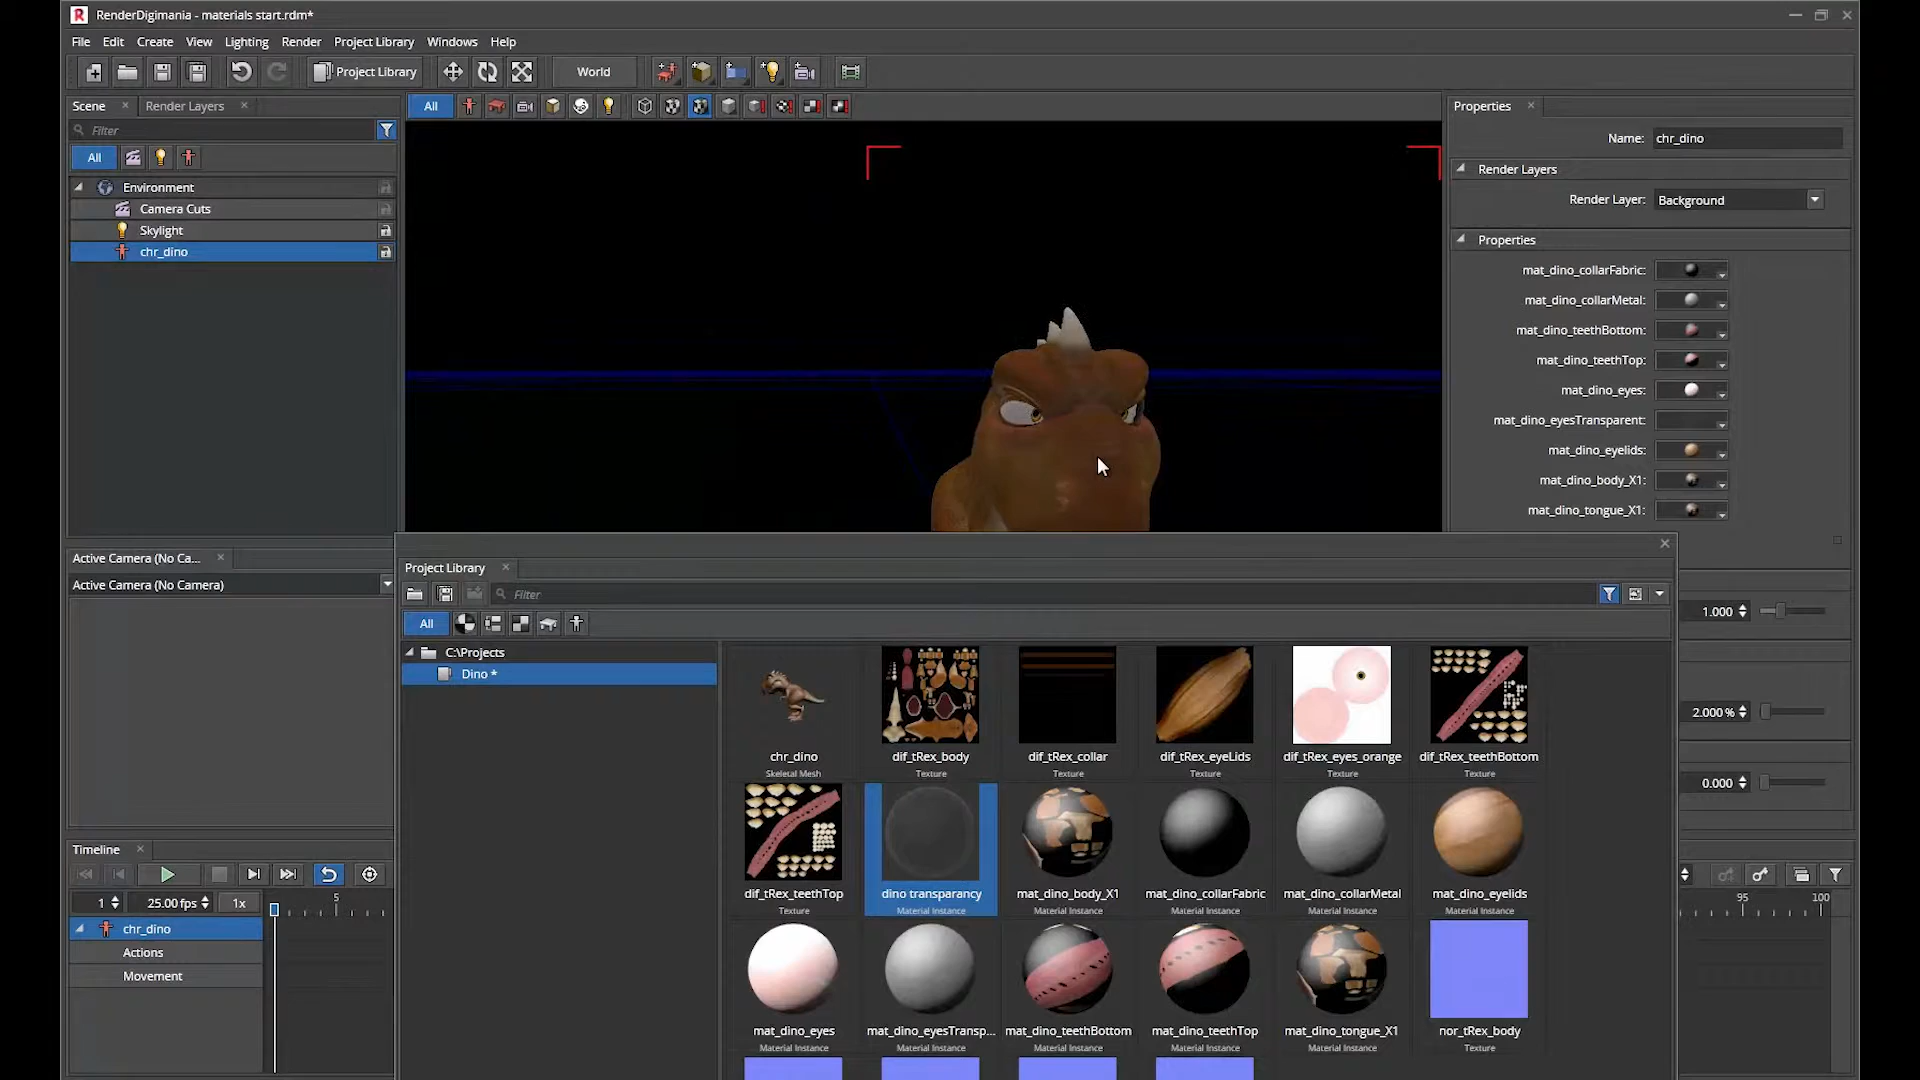 RenderDigimania - materials start.rdm*
File Edit Create View Lighting Render Project Library Windows Help
Project Library World
Scene Render Layers
Filter
All
Environment
Camera Cuts
Skylight
chr_dino
All
Properties
Name: chr_dino
Render Layers
Render Layer: Background
Properties
mat_dino_collarFabric:
mat_dino_collarMetal:
mat_dino_teethBottom:
mat_dino_teethTop:
mat_dino_eyes:
mat_dino_eyesTransparent:
mat_dino_eyelids:
mat_dino_body_X1:
mat_dino_tongue_X1:
1.000
2.000 %
0.000
Active Camera (No Ca...
Active Camera (No Camera)
Project Library
Filter
All
C:\Projects
Dino *
chr_dino
Skeletal Mesh
dif_tRex_body
Texture
dif_tRex_collar
Texture
dif_tRex_eyeLids
Texture
dif_tRex_eyes_orange
Texture
dif_tRex_teethBottom
Texture
dif_tRex_teethTop
Texture
dino transparancy
Material Instance
mat_dino_body_X1
Material Instance
mat_dino_collarFabric
Material Instance
mat_dino_collarMetal
Material Instance
mat_dino_eyelids
Material Instance
mat_dino_eyes
Material Instance
mat_dino_eyesTransp...
Material Instance
mat_dino_teethBottom
Material Instance
mat_dino_teethTop
Material Instance
mat_dino_tongue_X1
Material Instance
nor_tRex_body
Texture
Timeline
1 25.00 fps 1x
5
95 100
chr_dino
Actions
Movement